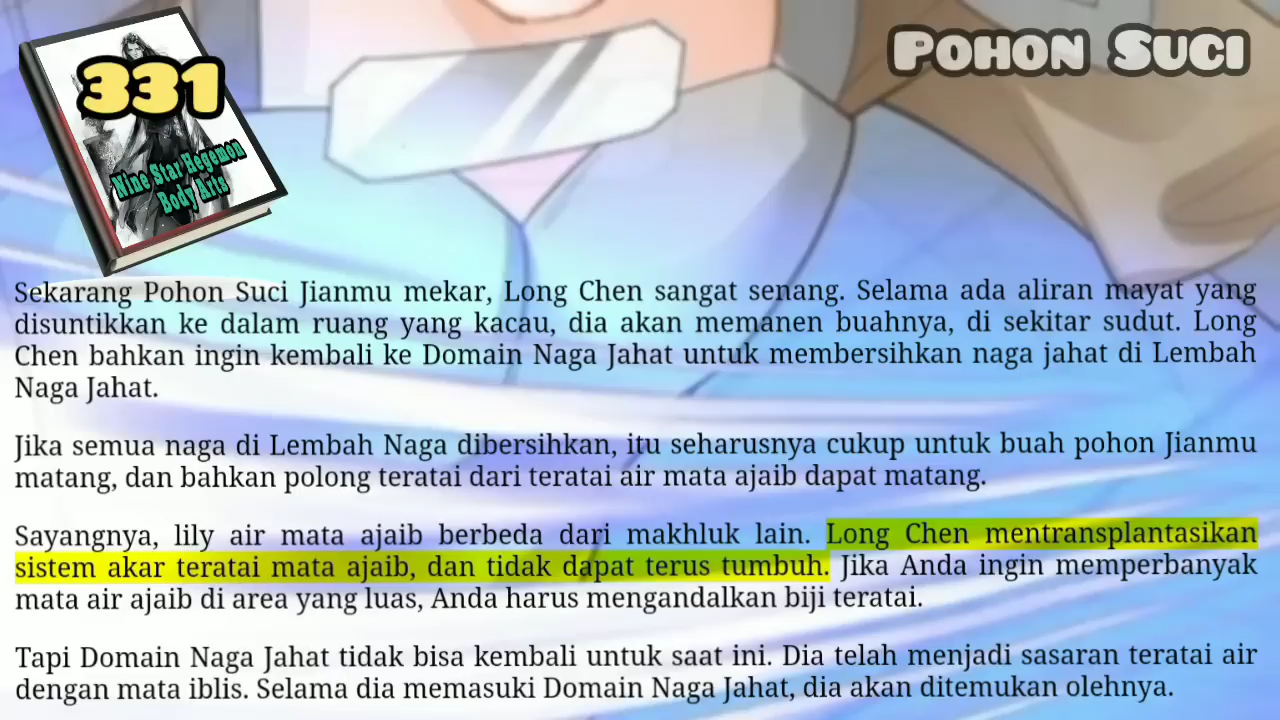 331
Nine Star Hegemon
Body Arts
Pohon Suci
Sekarang Pohon Suci Jianmu mekar, Long Chen sangat senang. Selama ada aliran mayat yang
disuntikkan ke dalam ruang yang kacau, dia akan memanen buahnya, di sekitar sudut. Long
Chen bahkan ingin kembali ke Domain Naga Jahat untuk membersihkan naga jahat di Lembah
Naga Jahat.
Jika semua naga di Lembah Naga dibersihkan, itu seharusnya cukup untuk buah pohon Jianmu
matang, dan bahkan polong teratai dari teratai air mata ajaib dapat matang.
Sayangnya, lily air mata ajaib berbeda dari makhluk lain. Long Chen mentransplantasikan
sistem akar teratai mata ajaib, dan tidak dapat terus tumbuh. Jika Anda ingin memperbanyak
mata air ajaib di area yang luas, Anda harus mengandalkan biji teratai.
Tapi Domain Naga Jahat tidak bisa kembali untuk saat ini. Dia telah menjadi sasaran teratai air
dengan mata iblis. Selama dia memasuki Domain Naga Jahat, dia akan ditemukan olehnya.